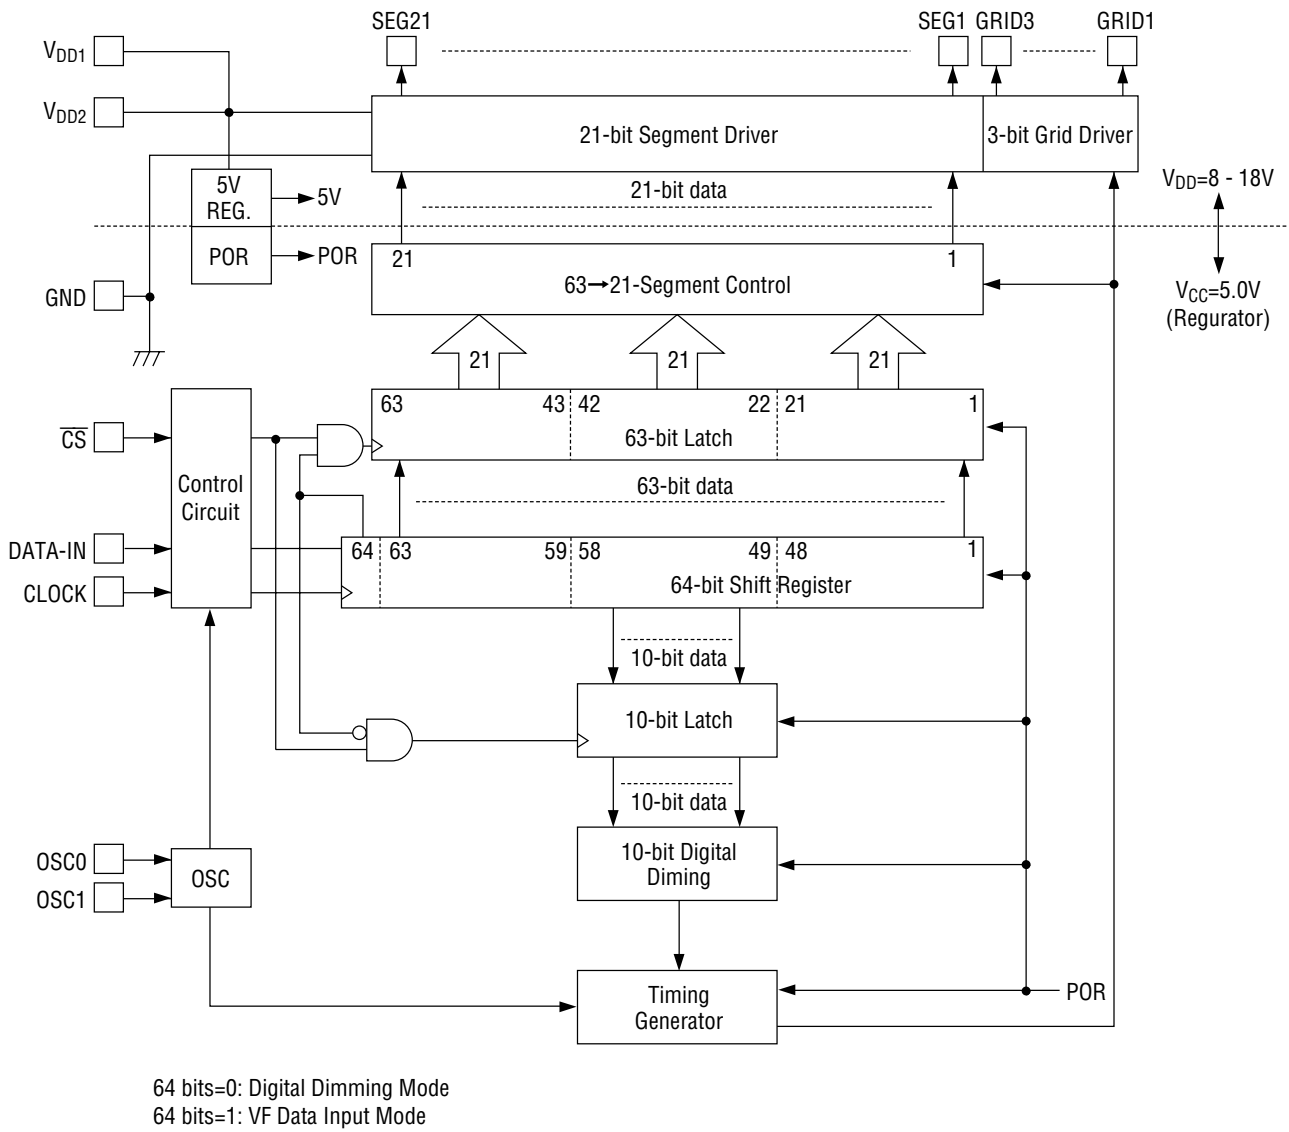 SEG21 SEG1 GRID3 GRID1
VDD1
VDD2
21-bit Segment Driver 3-bit Grid Driver
5V
REG.
5V
21-bit data
VDD=8 - 18V
POR
POR
21 1
63→21-Segment Control
GND
VCC=5.0V
(Regurator)
21 21 21
63 43 42 22 21 1
63-bit Latch
CS
Control
Circuit
63-bit data
DATA-IN
CLOCK
64 63 59 58 49 48 1
64-bit Shift Register
10-bit data
10-bit Latch
10-bit data
10-bit Digital
Diming
OSC0
OSC1
OSC
Timing
Generator
POR
64 bits=0: Digital Dimming Mode
64 bits=1: VF Data Input Mode